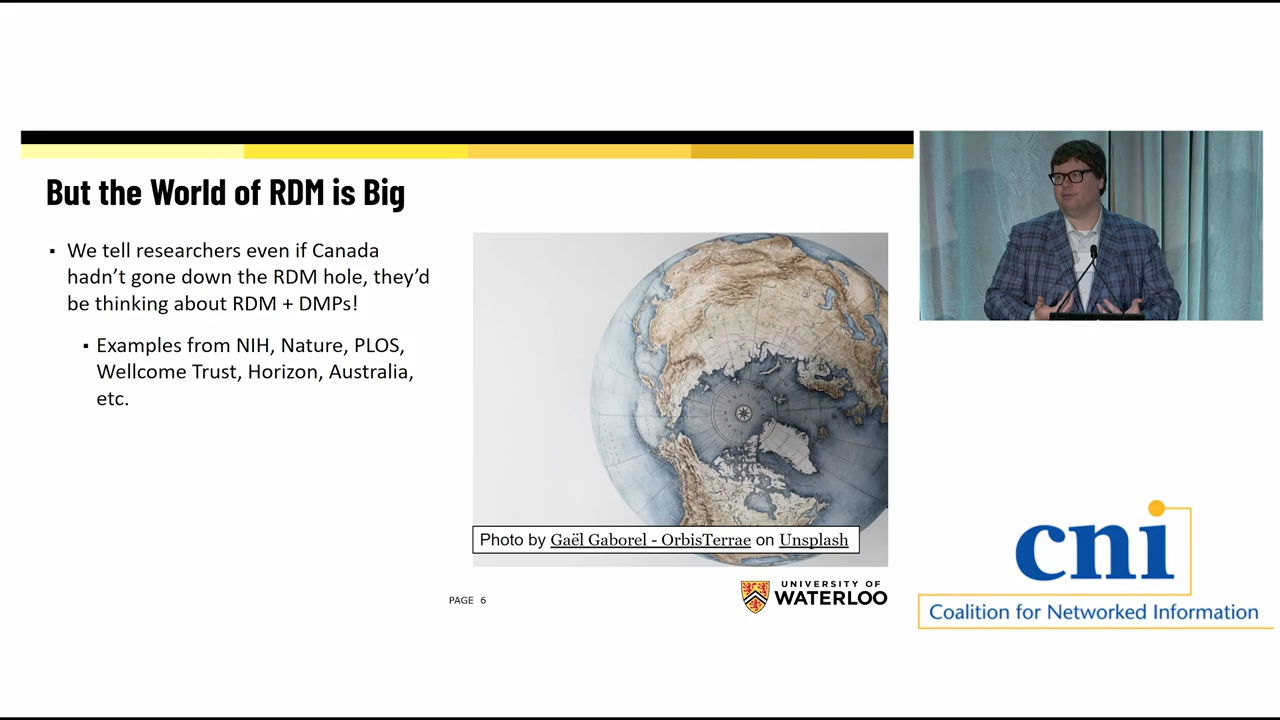 But the World of RDM is Big
▪ We tell researchers even if Canada
hadn’t gone down the RDM hole, they’d
be thinking about RDM + DMPs!
▪ Examples from NIH, Nature, PLOS,
Wellcome Trust, Horizon, Australia,
etc.
Photo by Gaël Gaborel - OrbisTerrae on Unsplash
PAGE 6
UNIVERSITY OF
WATERLOO
cni
Coalition for Networked Information